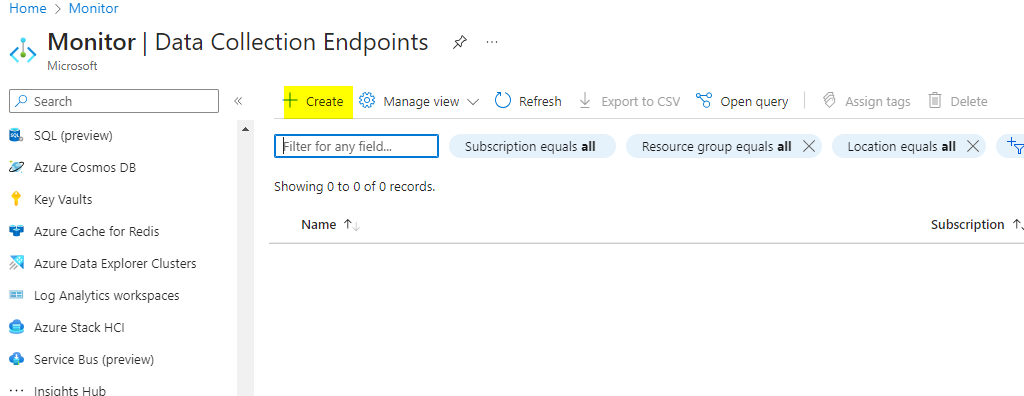 Home > Monitor
Monitor | Data Collection Endpoints ...
Microsoft
Search «
+ Create Manage view Refresh Export to CSV Open query Assign tags Delete
SQL (preview)
Filter for any field... Subscription equals all Resource group equals all Location equals all
Azure Cosmos DB
Showing 0 to 0 of 0 records.
Key Vaults
Name ↑↓ Subscription ↑↓
Azure Cache for Redis
Azure Data Explorer Clusters
Log Analytics workspaces
Azure Stack HCI
Service Bus (preview)
... Insights Hub